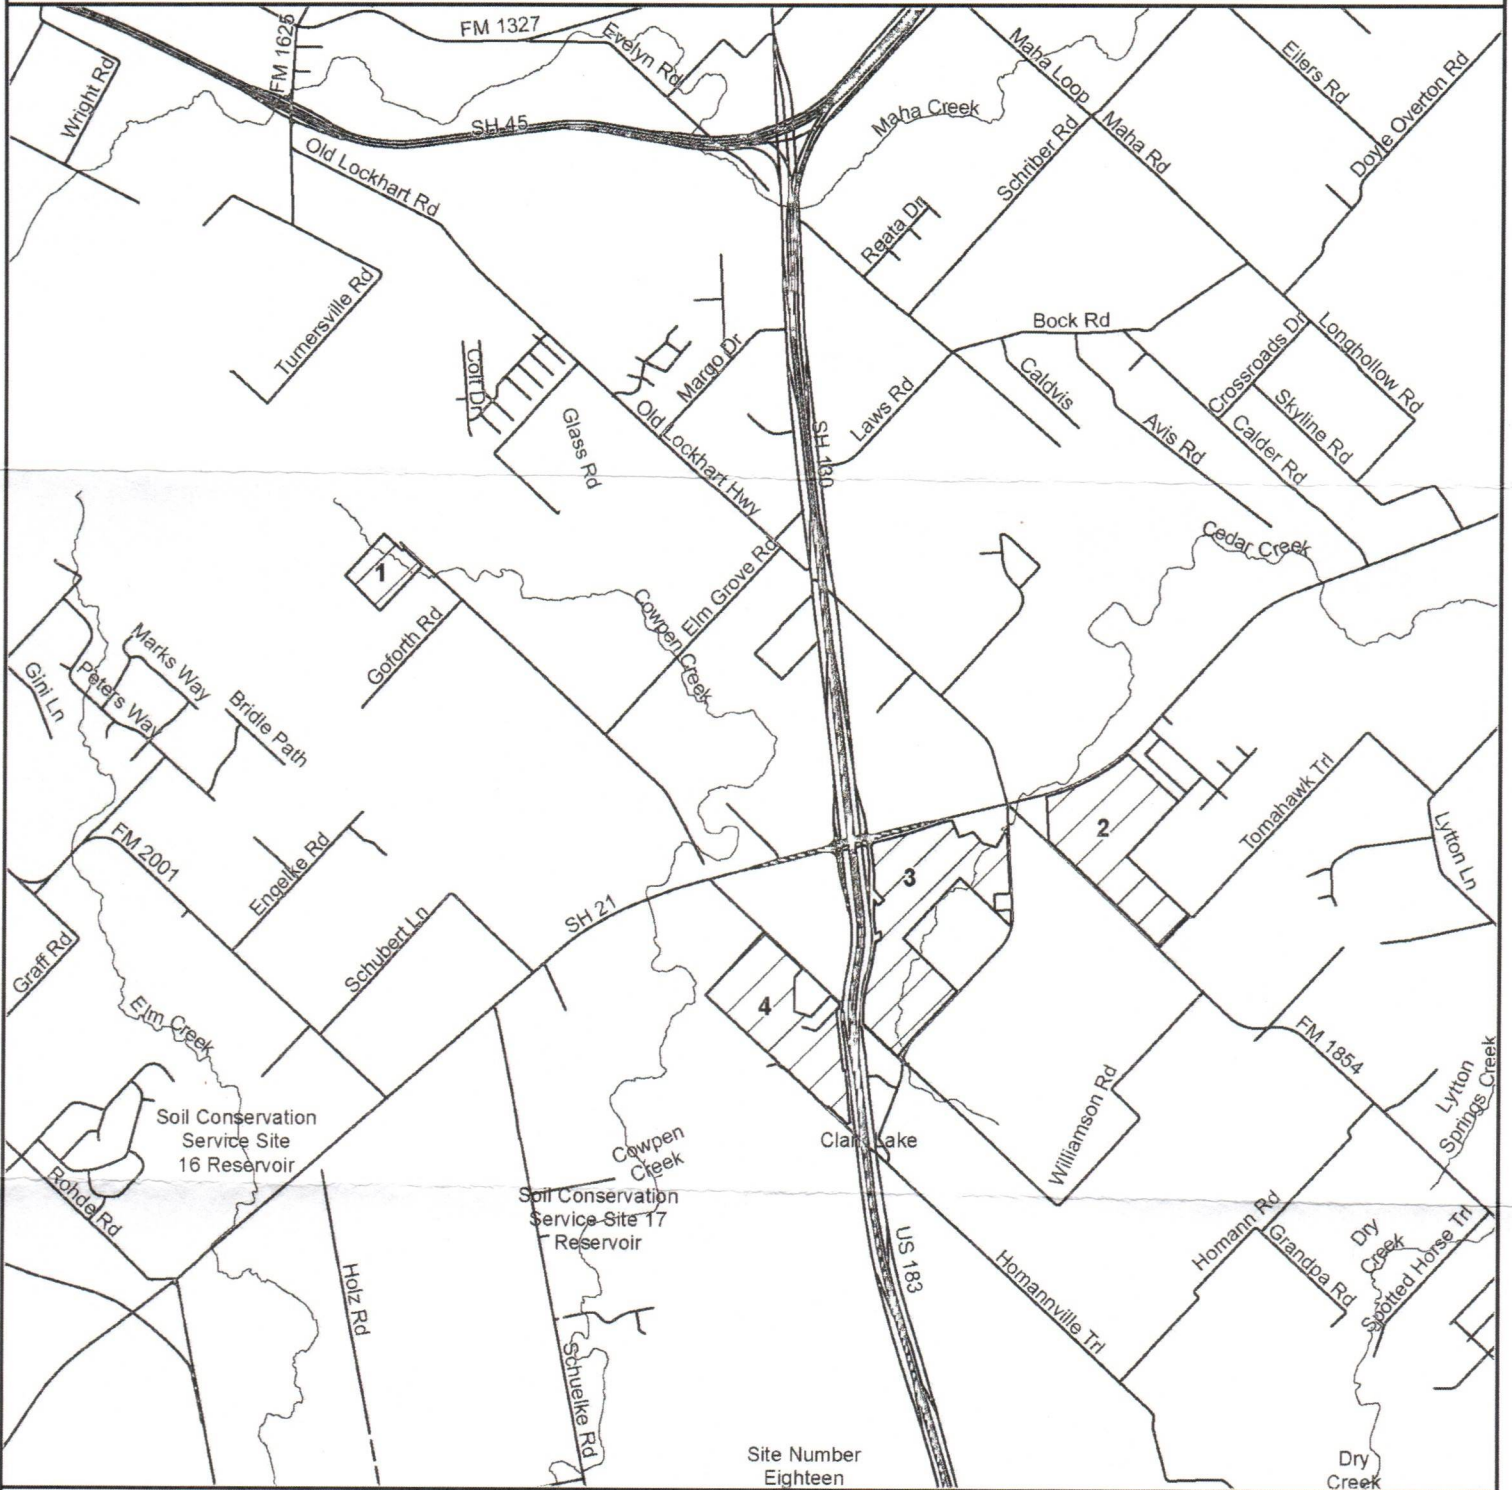 FM 1625
FM 1327
Evelyn Rd
Maha Loop
Eilers Rd
Wright Rd
SH 45
Maha Creek
Schriber Rd
Maha Rd
Doyle Overton Rd
Old Lockhart Rd
Reata Dr
Turnersville Rd
Bock Rd
Crossroads Dr
Longhollow Rd
Colt Dr
Margo Dr
Caldvis
Skyline Rd
Glass Rd
Old Lockhart Hwy
Laws Rd
SH 130
Avis Rd
Calder Rd
Cedar Creek
1
Elm Grove Rd
Cowpen Creek
Goforth Rd
Marks Way
Gini Ln
Peters Way
Bridle Path
Tomahawk Trl
2
FM 2001
Engelke Rd
3
Lytton Ln
Schubert Ln
SH 21
Graff Rd
4
Elm Creek
FM 1854
Williamson Rd
Lytton
Springs Creek
Soil Conservation
Service Site
16 Reservoir
Clark Lake
Cowpen
Creek
Rohde Rd
Soil Conservation
Service Site 17
Reservoir
Homann Rd
Grandpa Rd
Dry
Creek
Spotted Horse Trl
US 183
Holz Rd
Homannville Trl
Schuelke Rd
Site Number
Eighteen
Dry
Creek